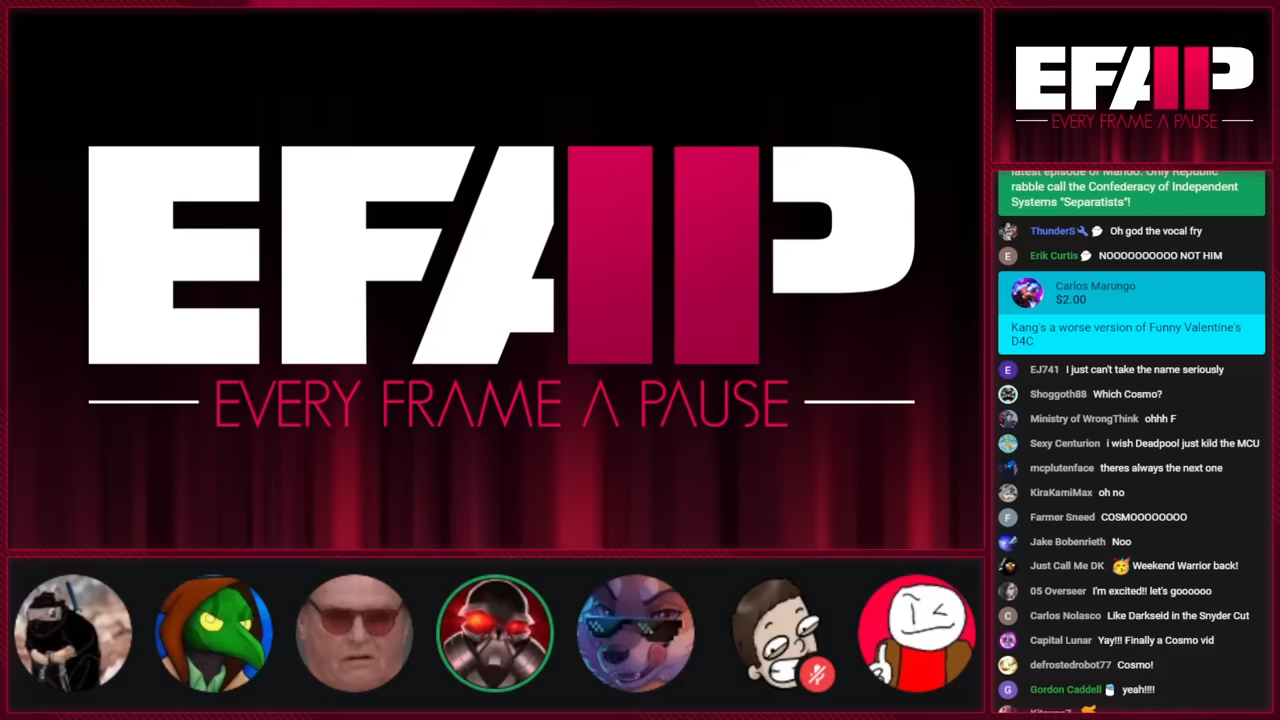 EFAP
EVERY FRAME A PAUSE
EFAP
EVERY FRAME A PAUSE
latest episode of Mando. Only Republic
rabble call the Confederacy of Independent
Systems "Separatists"!
ThunderS Oh god the vocal fry
E Erik Curtis NOOOOOOOOOO NOT HIM
Carlos Marungo
$2.00
Kang's a worse version of Funny Valentine's
D4C
E EJ741 I just can't take the name seriously
Shoggoth88 Which Cosmo?
Ministry of WrongThink ohhh F
Sexy Centurion i wish Deadpool just kild the MCU
mcplutenface theres always the next one
KiraKamiMax oh no
F Farmer Sneed COSMOOOOOOOO
Jake Bobenrieth Noo
Just Call Me DK 🥳 Weekend Warrior back!
05 Overseer I'm excited!! let's gooooo
C Carlos Nolasco Like Darkseid in the Snyder Cut
Capital Lunar Yay!!! Finally a Cosmo vid
defrostedrobot77 Cosmo!
G Gordon Caddell yeah!!!!